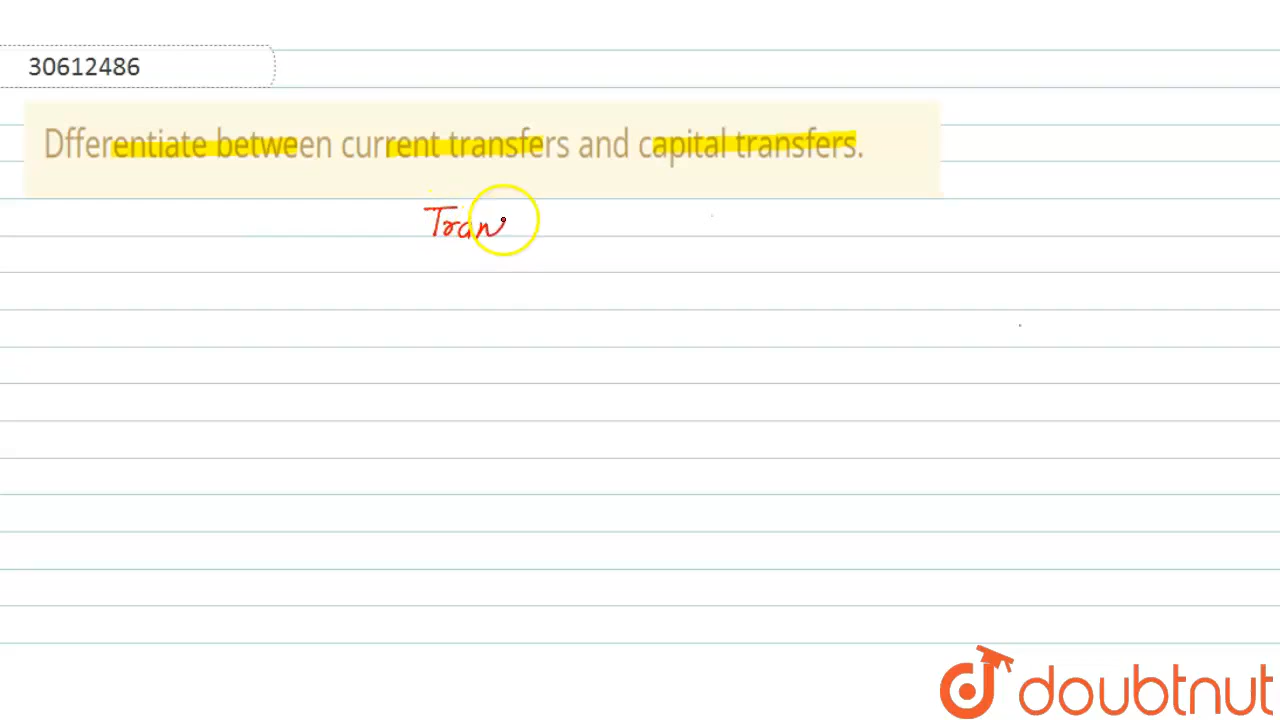 30612486
Dfferentiate between current transfers and capital transfers.
Tran
doubtnut